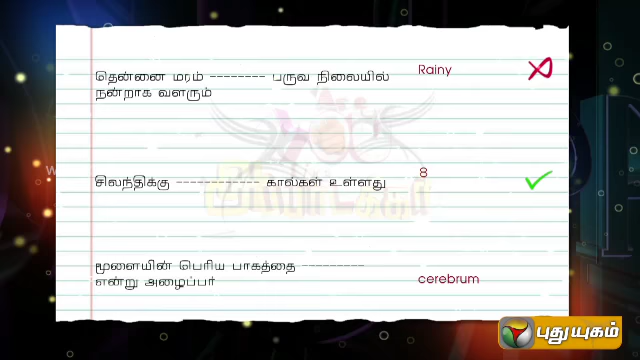 தென்னை மரம் -------- பருவ நிலையில்
நன்றாக வளரும்
Rainy
சிலந்திக்கு ------------ கால்கள் உள்ளது
8
மூளையின் பெரிய பாகத்தை ---------
என்று அழைப்பர்
cerebrum
புதுயுகம்